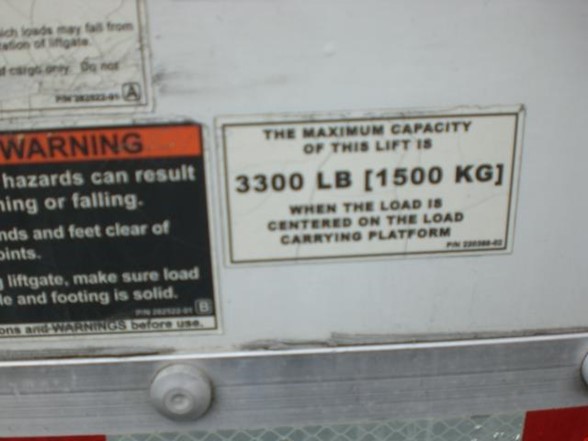 ich loads may fall from
ation of liftgate.
f cargo only. Do not
P/N 282522-01 A
WARNING
hazards can result
ning or falling.
nds and feet clear of
oints.
g liftgate, make sure load
le and footing is solid.
P/N 282522-01 B
ons and WARNINGS before use.
THE MAXIMUM CAPACITY
OF THIS LIFT IS
3300 LB [1500 KG]
WHEN THE LOAD IS
CENTERED ON THE LOAD
CARRYING PLATFORM
P/N 220388-02